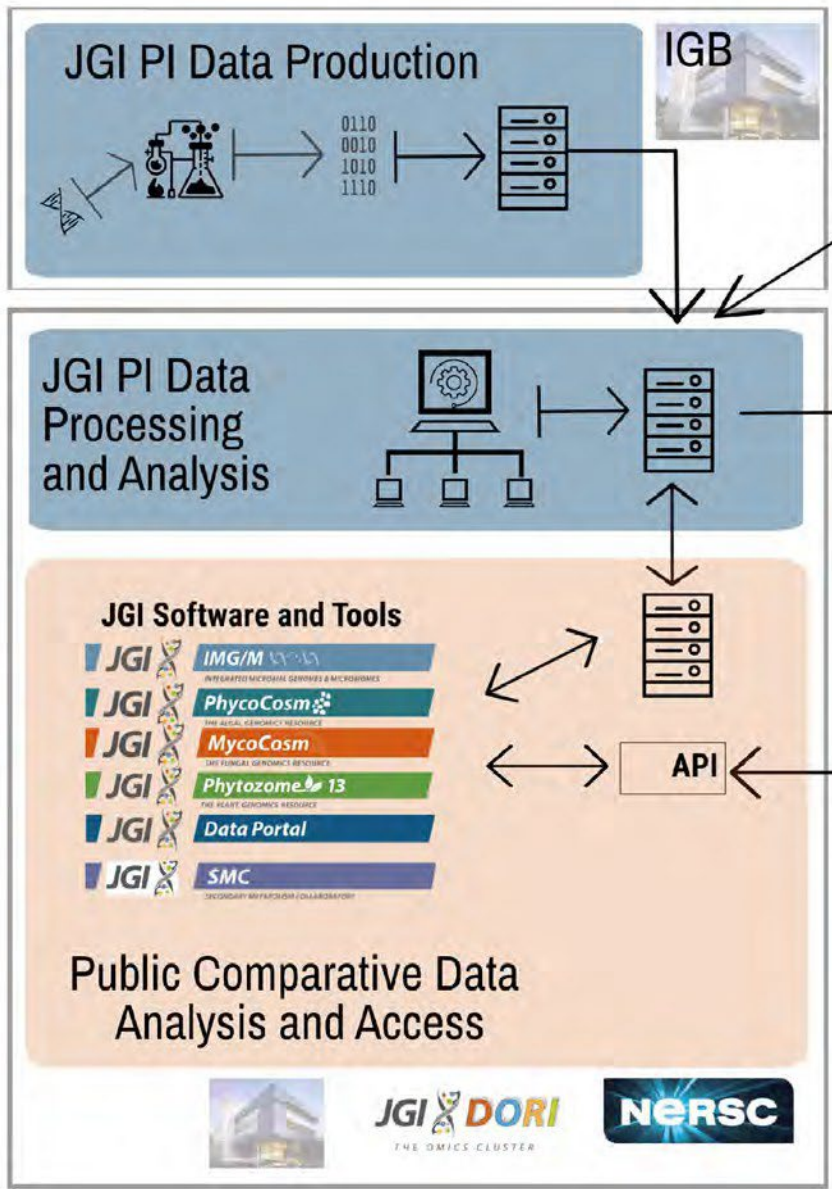 JGI PI Data Production
IGB
0110
0010
1010
1110
JGI PI Data
Processing
and Analysis
JGI Software and Tools
JGI IMG/M
INTEGRATED MICROBIAL GENOMES & MICROBIOMES
JGI PhycoCosm
THE ALGAL GENOMICS RESOURCE
JGI MycoCosm
THE FUNGAL GENOMICS RESOURCE
JGI Phytozome 13
THE PLANT GENOMICS RESOURCE
JGI Data Portal
JGI SMC
SECONDARY METABOLISM COLLABORATORY
API
Public Comparative Data
Analysis and Access
JGI DORI
THE OMICS CLUSTER
NERSC